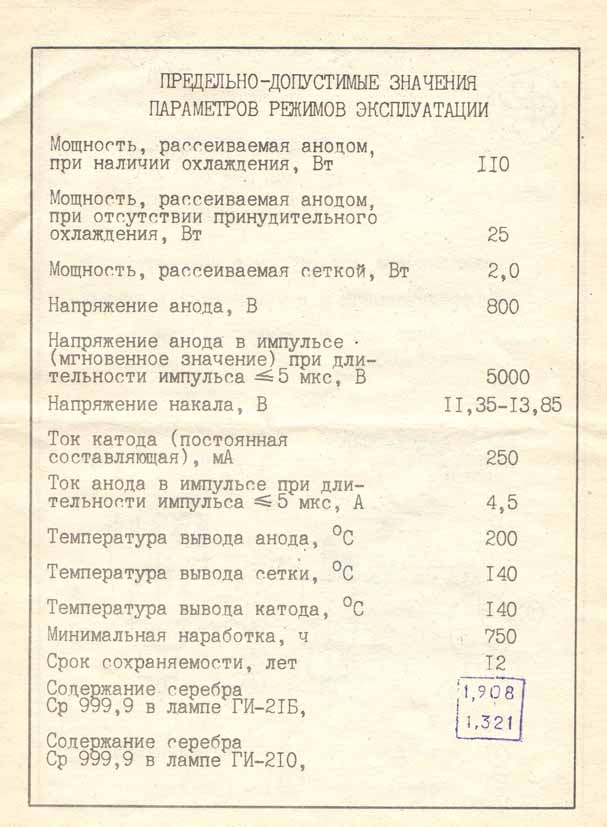 ПРЕДЕЛЬНО-ДОПУСТИМЫЕ ЗНАЧЕНИЯ
ПАРАМЕТРОВ РЕЖИМОВ ЭКСПЛУАТАЦИИ
Мощность, рассеиваемая анодом,
при наличии охлаждения, Вт II0
Мощность, рассеиваемая анодом,
при отсутствии принудительного
охлаждения, Вт 25
Мощность, рассеиваемая сеткой, Вт 2,0
Напряжение анода, В 800
Напряжение анода в импульсе
(мгновенное значение) при дли-
тельности импульса ≤5 мкс, В 5000
Напряжение накала, В II,35-I3,85
Ток катода (постоянная
составляющая), мА 250
Ток анода в импульсе при дли-
тельности импульса ≤5 мкс, А 4,5
Температура вывода анода, °С 200
Температура вывода сетки, °С I40
Температура вывода катода, °С I40
Минимальная наработка, ч 750
Срок сохраняемости, лет I2
Содержание серебра 1,908
Ср 999,9 в лампе ГИ-2IБ, 1,321
Содержание серебра
Ср 999,9 в лампе ГИ-2IО,